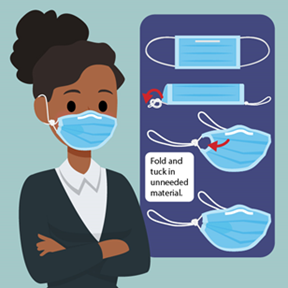 Fold and
tuck in
unneeded
material.